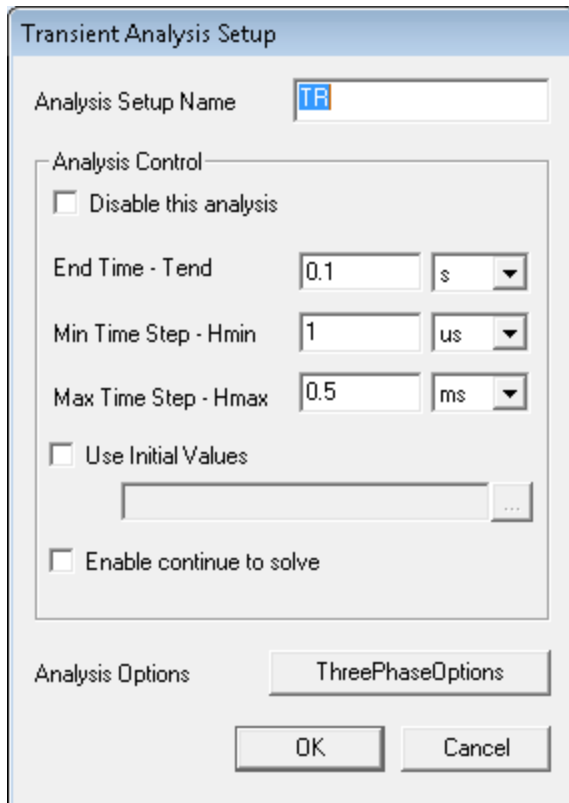 Transient Analysis Setup
Analysis Setup Name TR
Analysis Control
Disable this analysis
End Time - Tend 0.1 s
Min Time Step - Hmin 1 us
Max Time Step - Hmax 0.5 ms
Use Initial Values
...
Enable continue to solve
Analysis Options ThreePhaseOptions
OK Cancel